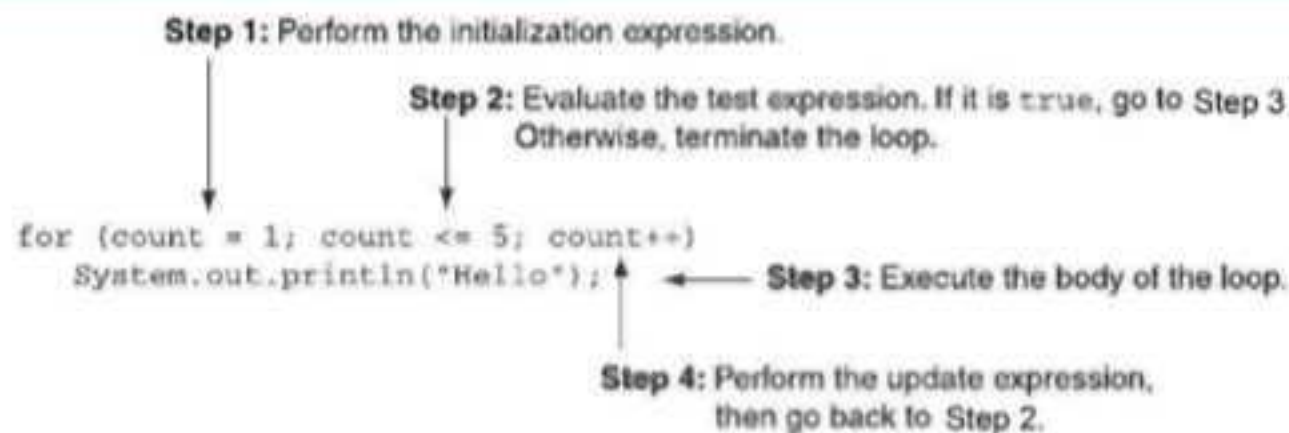 Step 1: Perform the initialization expression.
Step 2: Evaluate the test expression. If it is true, go to Step 3
Otherwise, terminate the loop.
for (count = 1; count <= 5; count++)
System.out.println("Hello");
Step 3: Execute the body of the loop.
Step 4: Perform the update expression,
then go back to Step 2.